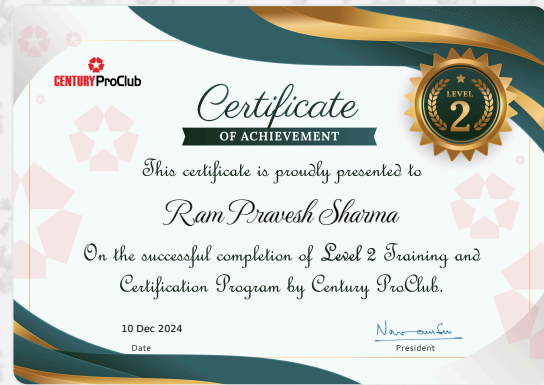 CENTURY ProClub
LEVEL
2
Certificate
OF ACHIEVEMENT
This certificate is proudly presented to
Ram Pravesh Sharma
On the successful completion of Level 2 Training and
Certification Program by Century ProClub.
10 Dec 2024
Date
President